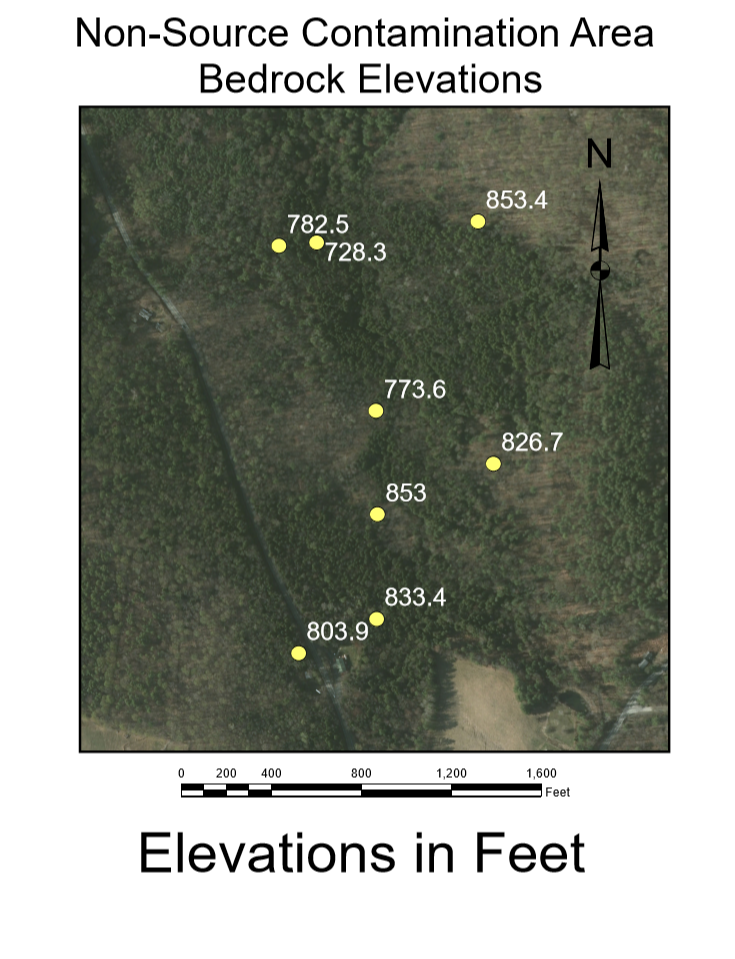 Non-Source Contamination Area
Bedrock Elevations
N
853.4
782.5
728.3
773.6
826.7
853
833.4
803.9
0 200 400 800 1,200 1,600
Feet
Elevations in Feet